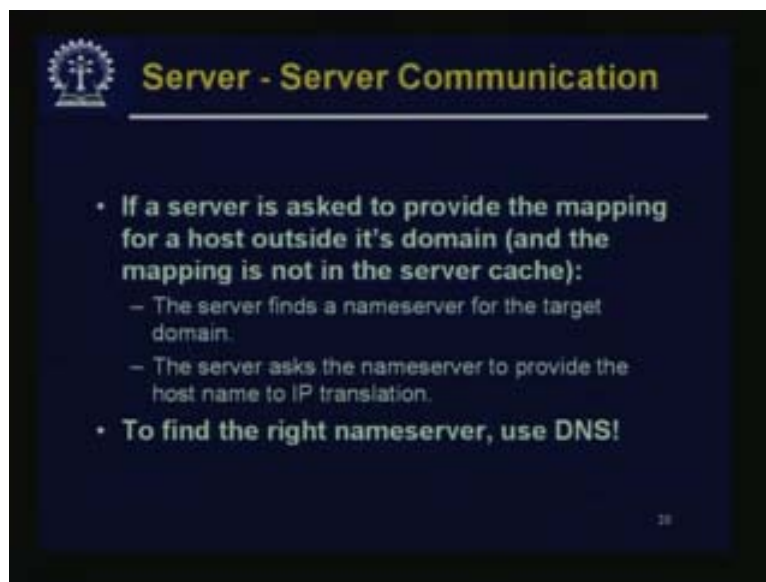 Server - Server Communication
• If a server is asked to provide the mapping
for a host outside it's domain (and the
mapping is not in the server cache):
– The server finds a nameserver for the target
domain.
– The server asks the nameserver to provide the
host name to IP translation.
• To find the right nameserver, use DNS!